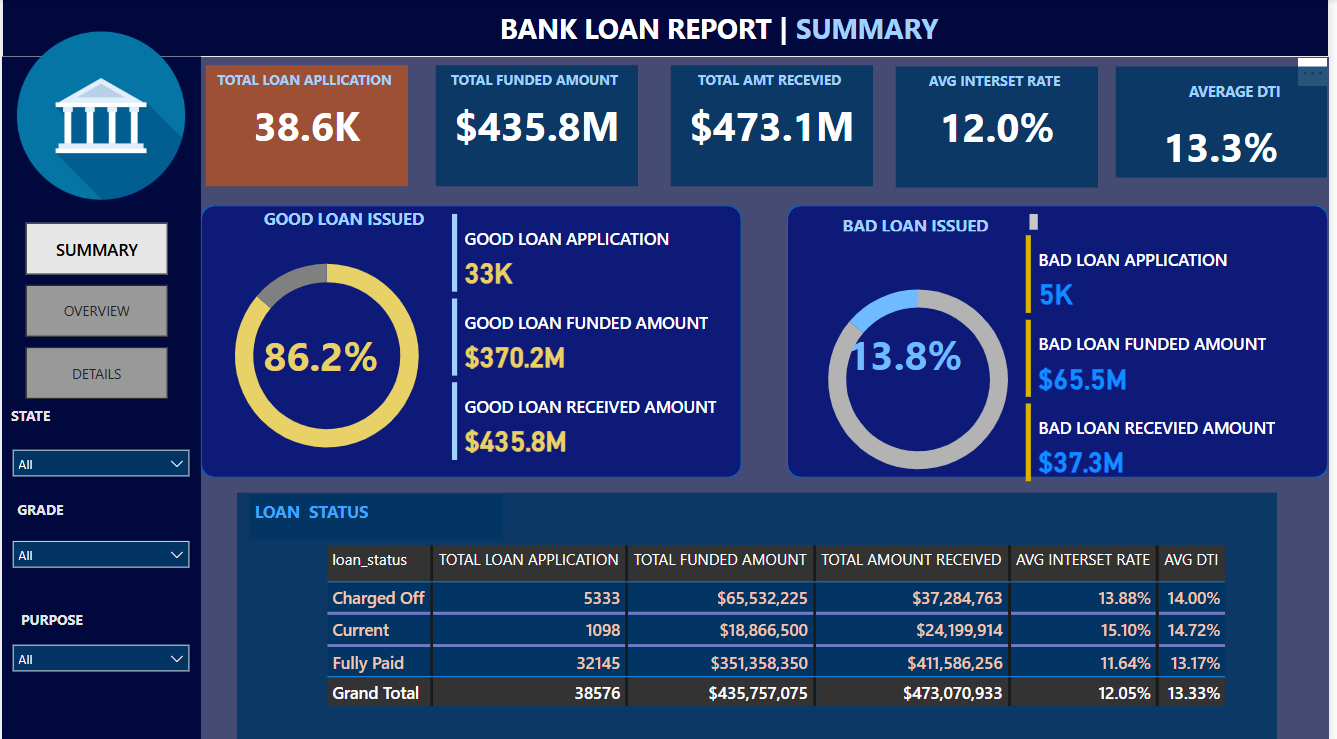 BANK LOAN REPORT | SUMMARY
TOTAL LOAN APLLICATION
38.6K
TOTAL FUNDED AMOUNT
$435.8M
TOTAL AMT RECEVIED
$473.1M
AVG INTERSET RATE
12.0%
AVERAGE DTI
13.3%
SUMMARY
OVERVIEW
DETAILS
STATE
All
GRADE
All
PURPOSE
All
GOOD LOAN ISSUED
86.2%
GOOD LOAN APPLICATION
33K
GOOD LOAN FUNDED AMOUNT
$370.2M
GOOD LOAN RECEIVED AMOUNT
$435.8M
BAD LOAN ISSUED
13.8%
BAD LOAN APPLICATION
5K
BAD LOAN FUNDED AMOUNT
$65.5M
BAD LOAN RECEVIED AMOUNT
$37.3M
LOAN STATUS
loan_status TOTAL LOAN APPLICATION TOTAL FUNDED AMOUNT TOTAL AMOUNT RECEIVED AVG INTERSET RATE AVG DTI
Charged Off 5333 $65,532,225 $37,284,763 13.88% 14.00%
Current 1098 $18,866,500 $24,199,914 15.10% 14.72%
Fully Paid 32145 $351,358,350 $411,586,256 11.64% 13.17%
Grand Total 38576 $435,757,075 $473,070,933 12.05% 13.33%